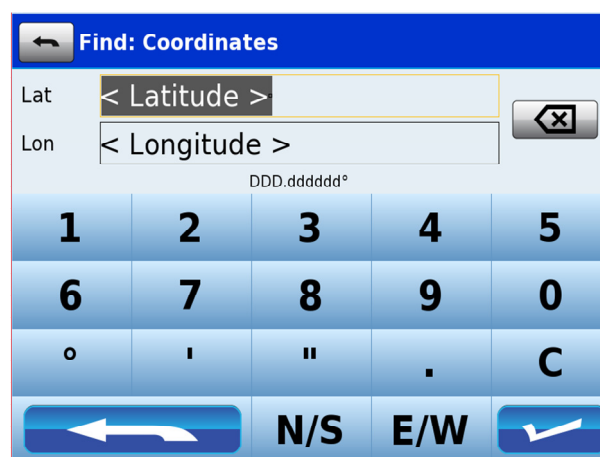 Find: Coordinates
Lat < Latitude >°
Lon < Longitude >
DDD.dddddd°
1 2 3 4 5
6 7 8 9 0
° ' " . C
N/S E/W